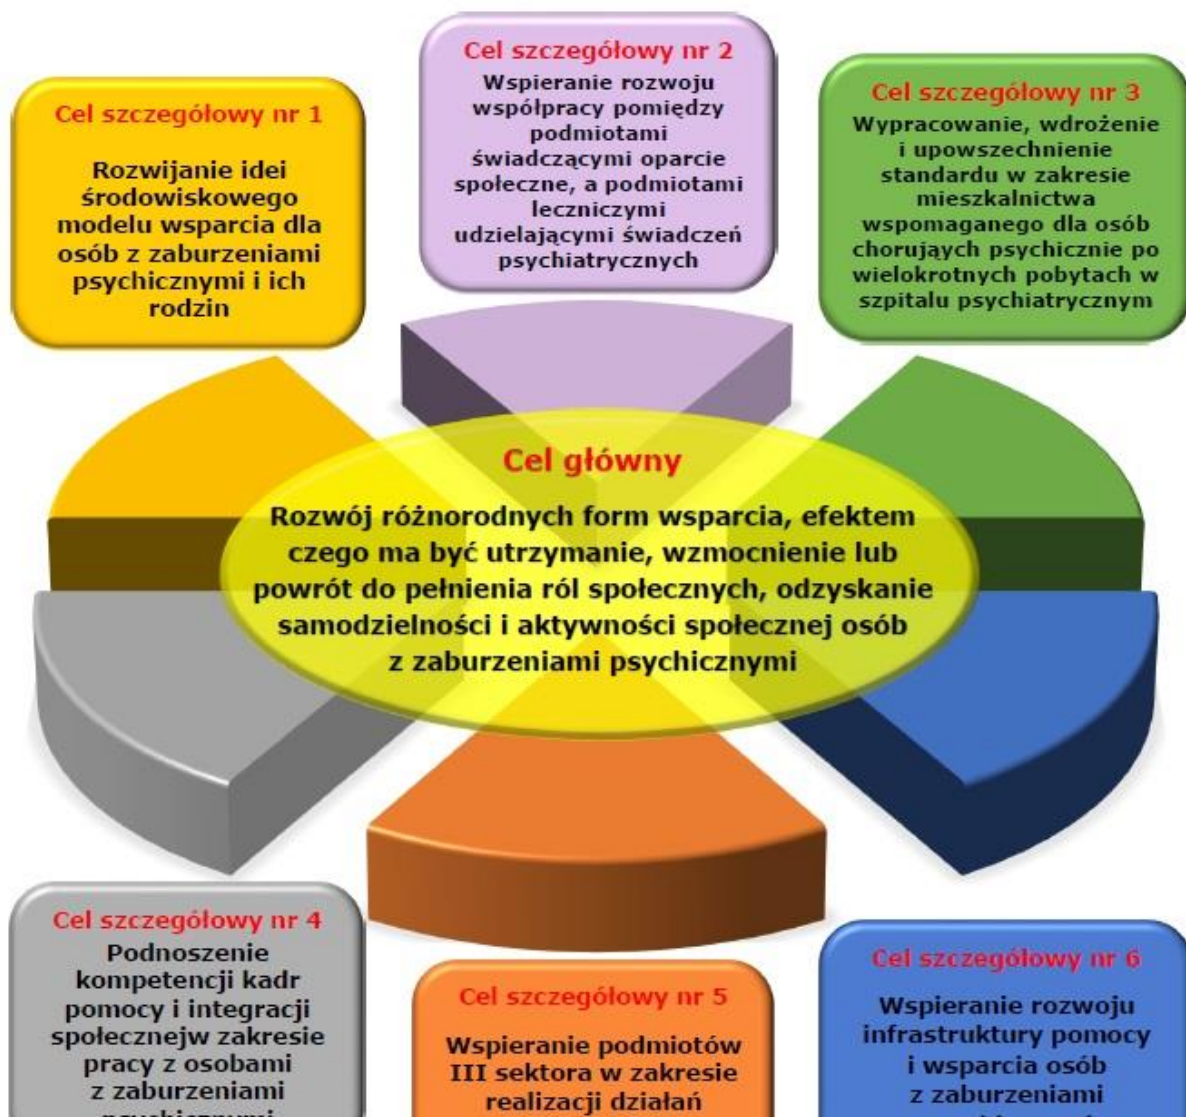 Cel szczegółowy nr 1
Rozwijanie idei
środowiskowego
modelu wsparcia dla
osób z zaburzeniami
psychicznymi i ich
rodzin
Cel szczegółowy nr 2
Wspieranie rozwoju
współpracy pomiędzy
podmiotami
świadczącymi oparcie
społeczne, a podmiotami
leczniczymi
udzielającymi świadczeń
psychiatrycznych
Cel szczegółowy nr 3
Wypracowanie, wdrożenie
i upowszechnienie
standardu w zakresie
mieszkalnictwa
wspomaganego dla osób
chorująych psychicznie po
wielokrotnych pobytach w
szpitalu psychiatrycznym
Cel główny
Rozwój różnorodnych form wsparcia, efektem
czego ma być utrzymanie, wzmocnienie lub
powrót do pełnienia ról społecznych, odzyskanie
samodzielności i aktywności społecznej osób
z zaburzeniami psychicznymi
Cel szczegółowy nr 4
Podnoszenie
kompetencji kadr
pomocy i integracji
społecznejw zakresie
pracy z osobami
z zaburzeniami
psychicznymi
Cel szczegółowy nr 5
Wspieranie podmiotów
III sektora w zakresie
realizacji działań
Cel szczegółowy nr 6
Wspieranie rozwoju
infrastruktury pomocy
i wsparcia osób
z zaburzeniami